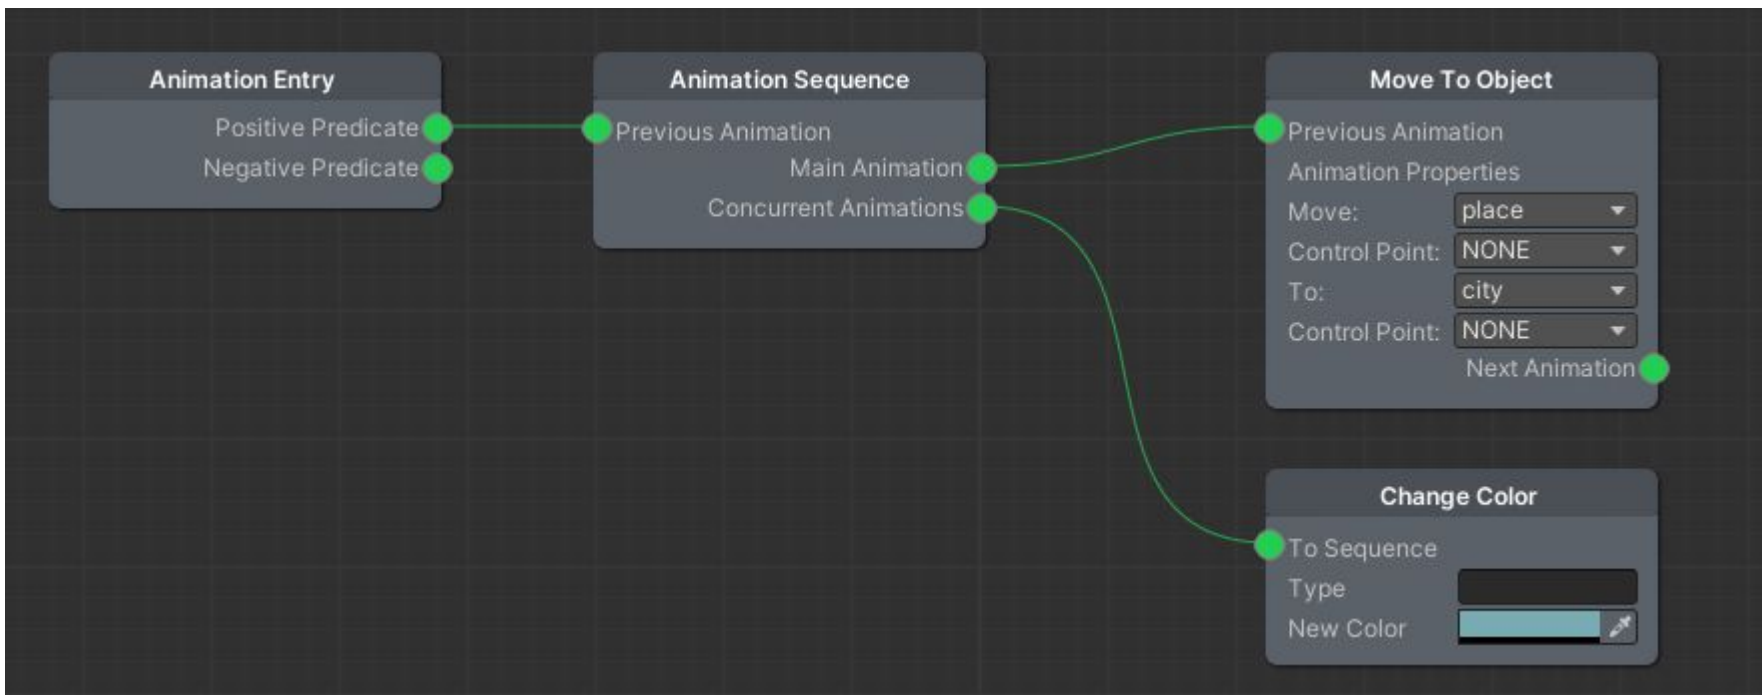 Animation Entry
Positive Predicate
Negative Predicate
Animation Sequence
Previous Animation
Main Animation
Concurrent Animations
Move To Object
Previous Animation
Animation Properties
Move: place
Control Point: NONE
To: city
Control Point: NONE
Next Animation
Change Color
To Sequence
Type
New Color